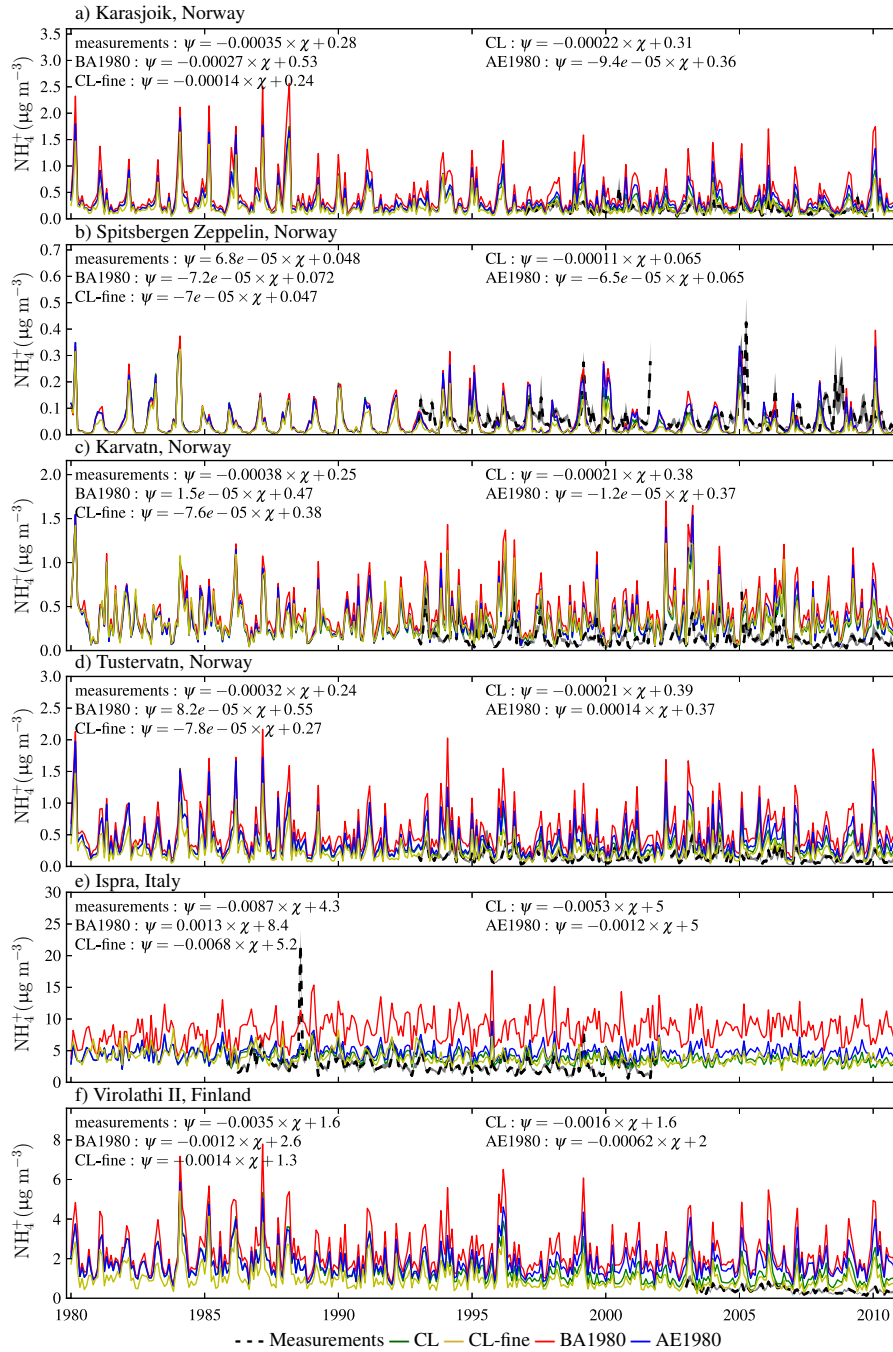 a) Karasjoik, Norway
measurements : ψ = −0.00035 × χ + 0.28
CL : ψ = −0.00022 × χ + 0.31
BA1980 : ψ = −0.00027 × χ + 0.53
AE1980 : ψ = −9.4e−05 × χ + 0.36
CL-fine : ψ = −0.00014 × χ + 0.24
NH₄⁺ (μg m⁻³)
3.5
3.0
2.5
2.0
1.5
1.0
0.5
0.0
b) Spitsbergen Zeppelin, Norway
measurements : ψ = 6.8e−05 × χ + 0.048
CL : ψ = −0.00011 × χ + 0.065
BA1980 : ψ = −7.2e−05 × χ + 0.072
AE1980 : ψ = −6.5e−05 × χ + 0.065
CL-fine : ψ = −7e−05 × χ + 0.047
NH₄⁺ (μg m⁻³)
0.7
0.6
0.5
0.4
0.3
0.2
0.1
0.0
c) Karvatn, Norway
measurements : ψ = −0.00038 × χ + 0.25
CL : ψ = −0.00021 × χ + 0.38
BA1980 : ψ = 1.5e−05 × χ + 0.47
AE1980 : ψ = −1.2e−05 × χ + 0.37
CL-fine : ψ = −7.6e−05 × χ + 0.38
NH₄⁺ (μg m⁻³)
2.0
1.5
1.0
0.5
0.0
d) Tustervatn, Norway
measurements : ψ = −0.00032 × χ + 0.24
CL : ψ = −0.00021 × χ + 0.39
BA1980 : ψ = 8.2e−05 × χ + 0.55
AE1980 : ψ = 0.00014 × χ + 0.37
CL-fine : ψ = −7.8e−05 × χ + 0.27
NH₄⁺ (μg m⁻³)
3.0
2.5
2.0
1.5
1.0
0.5
0.0
e) Ispra, Italy
measurements : ψ = −0.0087 × χ + 4.3
CL : ψ = −0.0053 × χ + 5
BA1980 : ψ = 0.0013 × χ + 8.4
AE1980 : ψ = −0.0012 × χ + 5
CL-fine : ψ = −0.0068 × χ + 5.2
NH₄⁺ (μg m⁻³)
30
25
20
15
10
5
0
f) Virolathi II, Finland
measurements : ψ = −0.0035 × χ + 1.6
CL : ψ = −0.0016 × χ + 1.6
BA1980 : ψ = −0.0012 × χ + 2.6
AE1980 : ψ = −0.00062 × χ + 2
CL-fine : ψ = −0.0014 × χ + 1.3
NH₄⁺ (μg m⁻³)
8
6
4
2
0
1980 1985 1990 1995 2000 2005 2010
Measurements CL CL-fine BA1980 AE1980